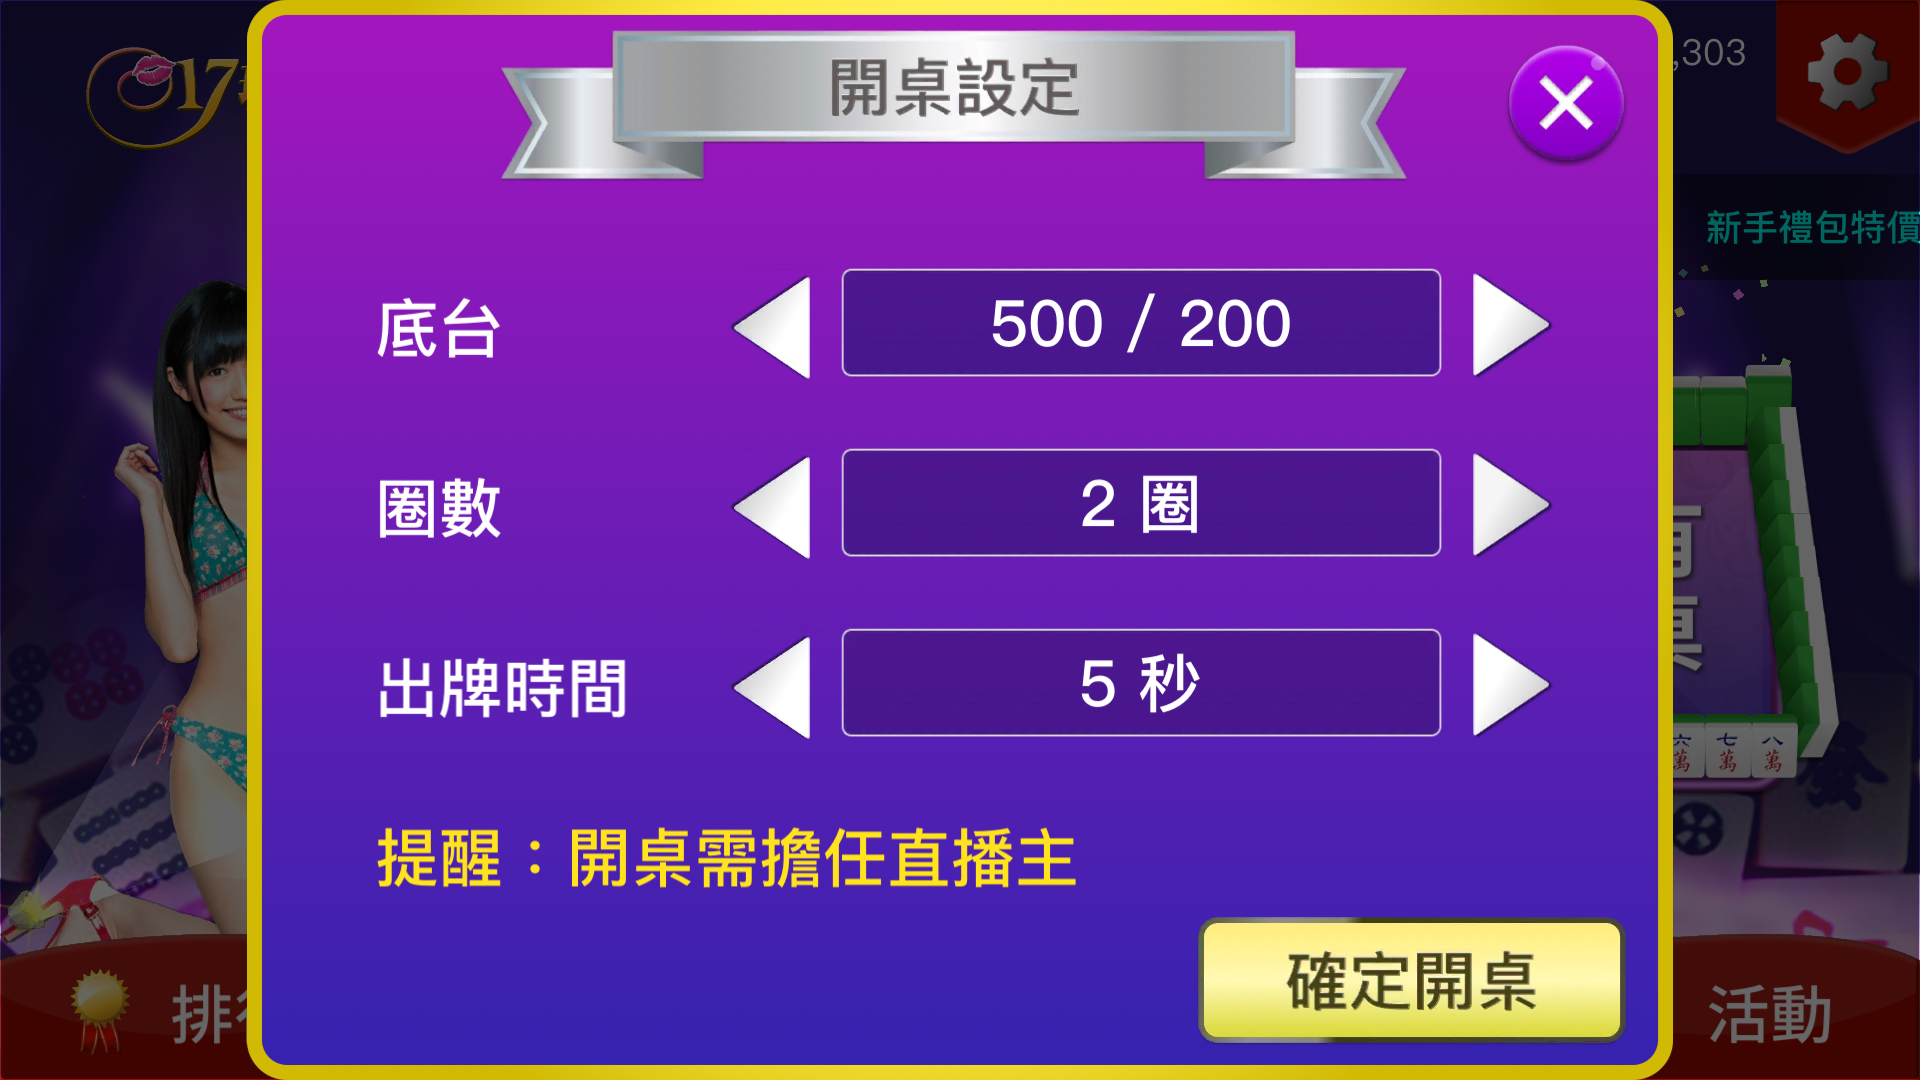 開桌設定
17
,303
新手禮包特價
底台
500 / 200
圈數
2 圈
出牌時間
5 秒
六萬 七萬 八萬
提醒：開桌需擔任直播主
確定開桌
排行
活動